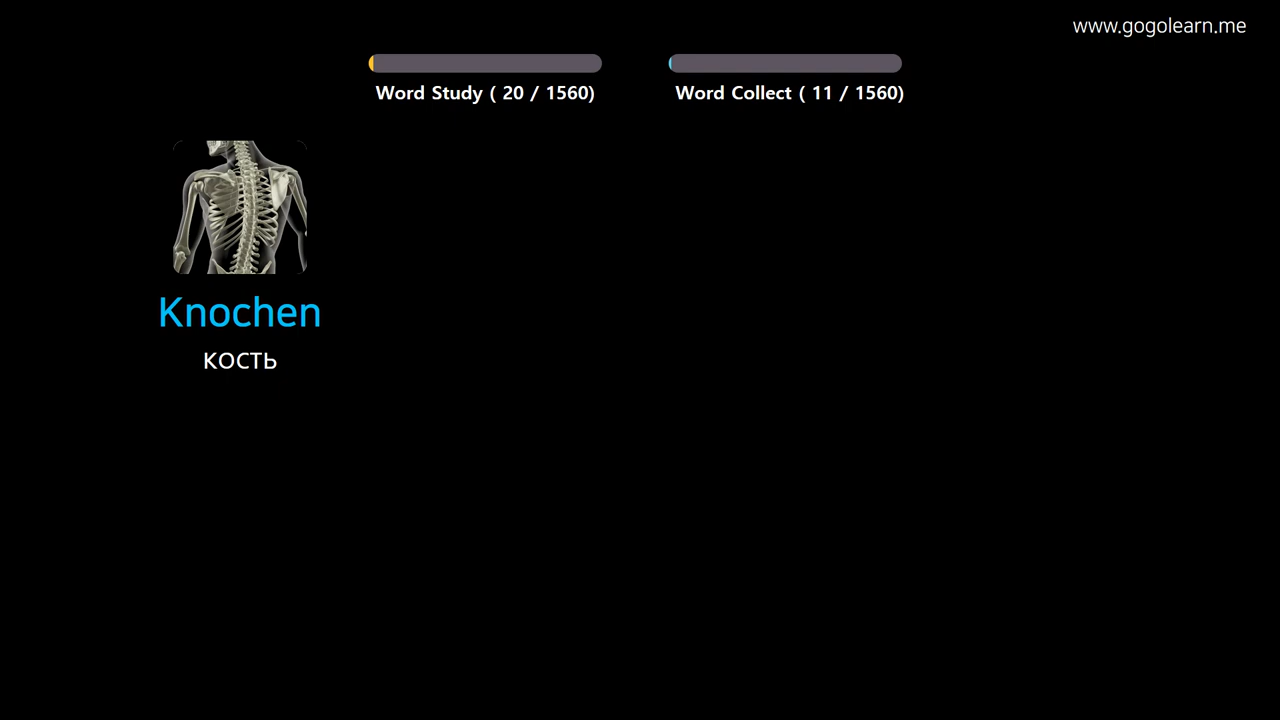 www.gogolearn.me
Word Study ( 20 / 1560)
Word Collect ( 11 / 1560)
Knochen
кость